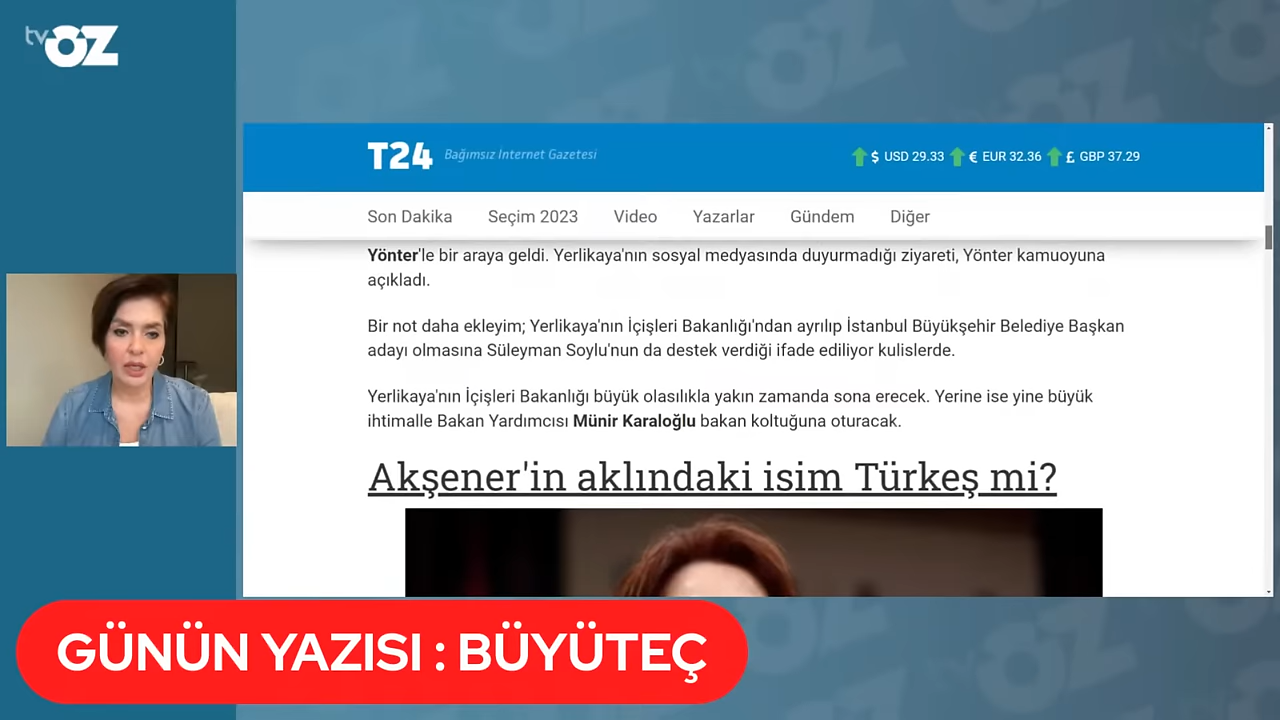 tv ÖZ
T24 Bağımsız Internet Gazetesi $ USD 29.33 € EUR 32.36 £ GBP 37.29
Son Dakika Seçim 2023 Video Yazarlar Gündem Diğer
Yönter'le bir araya geldi. Yerlikaya'nın sosyal medyasında duyurmadığı ziyareti, Yönter kamuoyuna
açıkladı.
Bir not daha ekleyim; Yerlikaya'nın İçişleri Bakanlığı'ndan ayrılıp İstanbul Büyükşehir Belediye Başkan
adayı olmasına Süleyman Soylu'nun da destek verdiği ifade ediliyor kulislerde.
Yerlikaya'nın İçişleri Bakanlığı büyük olasılıkla yakın zamanda sona erecek. Yerine ise yine büyük
ihtimalle Bakan Yardımcısı Münir Karaloğlu bakan koltuğuna oturacak.
Akşener'in aklındaki isim Türkeş mi?
GÜNÜN YAZISI : BÜYÜTEÇ